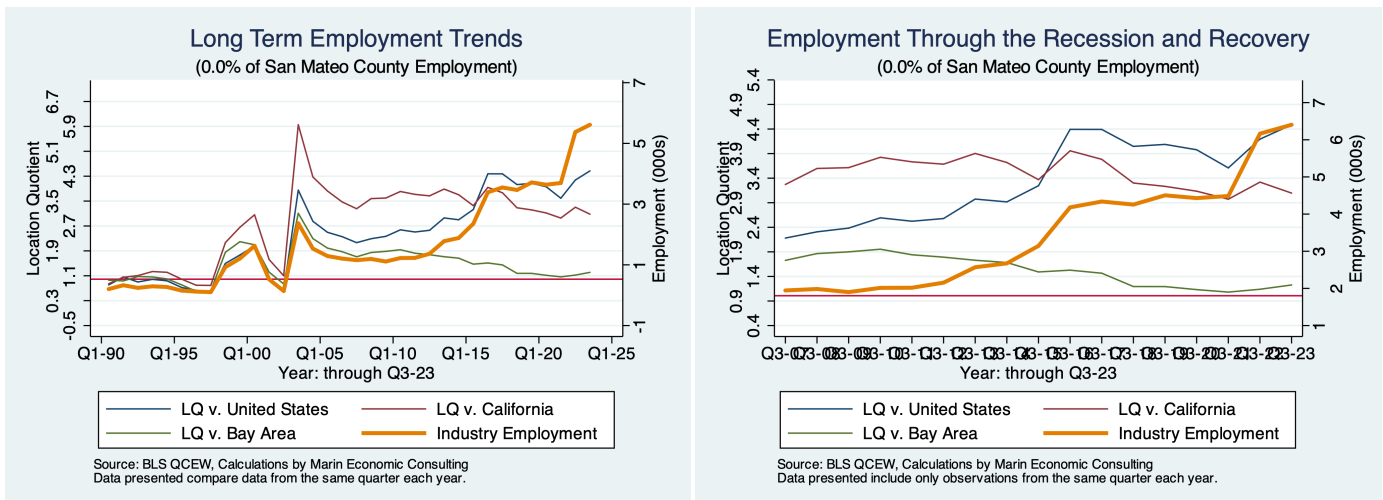 Long Term Employment Trends
(0.0% of San Mateo County Employment)
Location Quotient
6.7
5.9
5.1
4.3
3.5
2.7
1.9
1.1
0.3
-0.5
7
5
3
1
-1
Employment (000s)
Q1-90 Q1-95 Q1-00 Q1-05 Q1-10 Q1-15 Q1-20 Q1-25
Year: through Q3-23
LQ v. United States
LQ v. California
LQ v. Bay Area
Industry Employment
Source: BLS QCEW, Calculations by Marin Economic Consulting
Data presented compare data from the same quarter each year.
Employment Through the Recession and Recovery
(0.0% of San Mateo County Employment)
Location Quotient
5.4
4.9
4.4
3.9
3.4
2.9
2.4
1.9
1.4
0.9
0.4
7
6
5
4
3
2
1
Employment (000s)
Year: through Q3-23
LQ v. United States
LQ v. California
LQ v. Bay Area
Industry Employment
Source: BLS QCEW, Calculations by Marin Economic Consulting
Data presented include only observations from the same quarter each year.